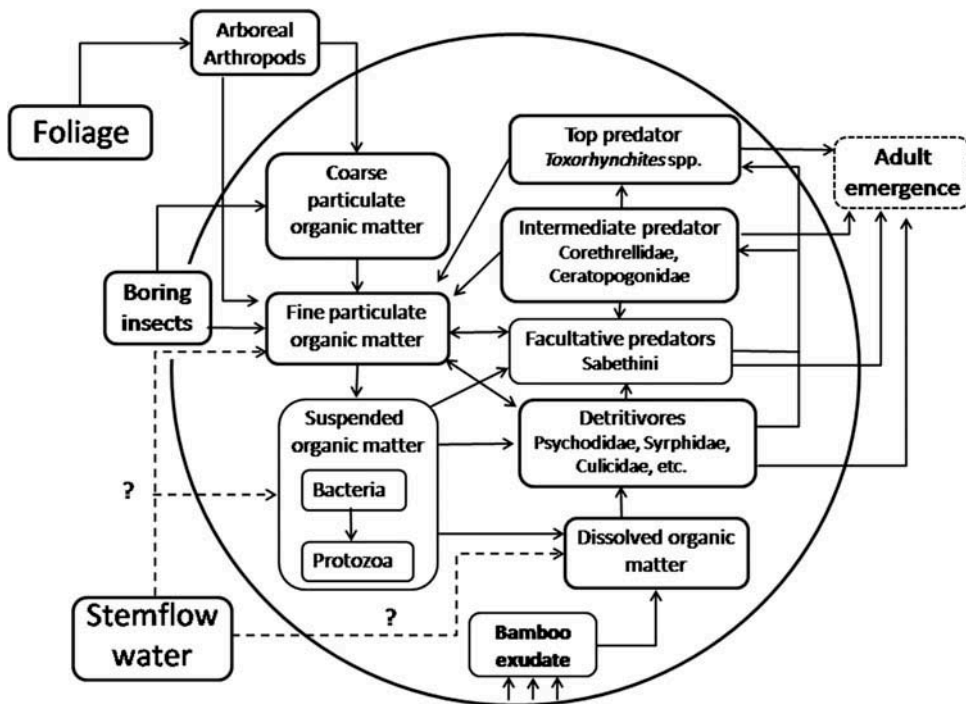 Arboreal
Arthropods
Foliage
Top predator
Toxorhynchites spp.
Adult
emergence
Coarse
particulate
organic matter
Intermediate predator
Corethrellidae,
Ceratopogonidae
Boring
insects
Fine particulate
organic matter
Facultative predators
Sabethini
Suspended
organic matter
Bacteria
Protozoa
Detritivores
Psychodidae, Syrphidae,
Culicidae, etc.
?
Dissolved organic
matter
Stemflow
water
?
Bamboo
exudate